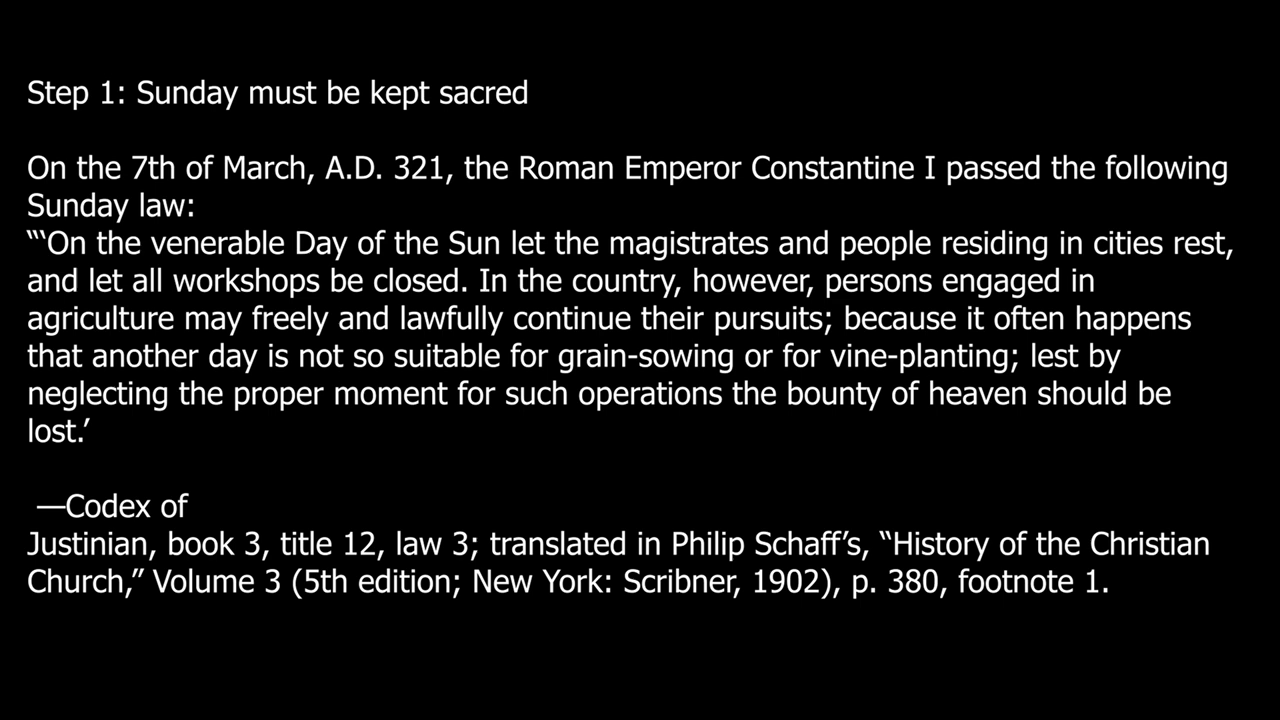 Step 1: Sunday must be kept sacred
On the 7th of March, A.D. 321, the Roman Emperor Constantine I passed the following
Sunday law:
“‘On the venerable Day of the Sun let the magistrates and people residing in cities rest,
and let all workshops be closed. In the country, however, persons engaged in
agriculture may freely and lawfully continue their pursuits; because it often happens
that another day is not so suitable for grain-sowing or for vine-planting; lest by
neglecting the proper moment for such operations the bounty of heaven should be
lost.’
—Codex of
Justinian, book 3, title 12, law 3; translated in Philip Schaff’s, “History of the Christian
Church,” Volume 3 (5th edition; New York: Scribner, 1902), p. 380, footnote 1.